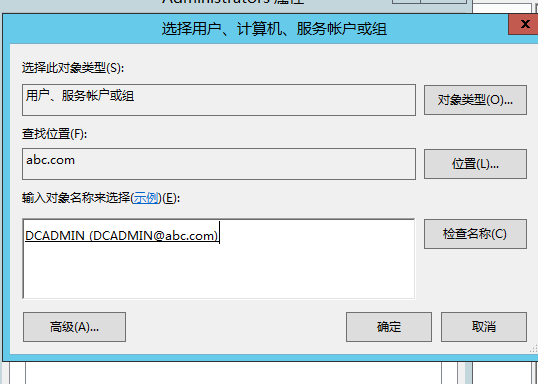 Administrators 属性
选择用户、计算机、服务帐户或组
x
选择此对象类型(S):
用户、服务帐户或组
对象类型(O)...
查找位置(F):
abc.com
位置(L)...
输入对象名称来选择(示例)(E):
DCADMIN (DCADMIN@abc.com)
检查名称(C)
高级(A)...
确定
取消